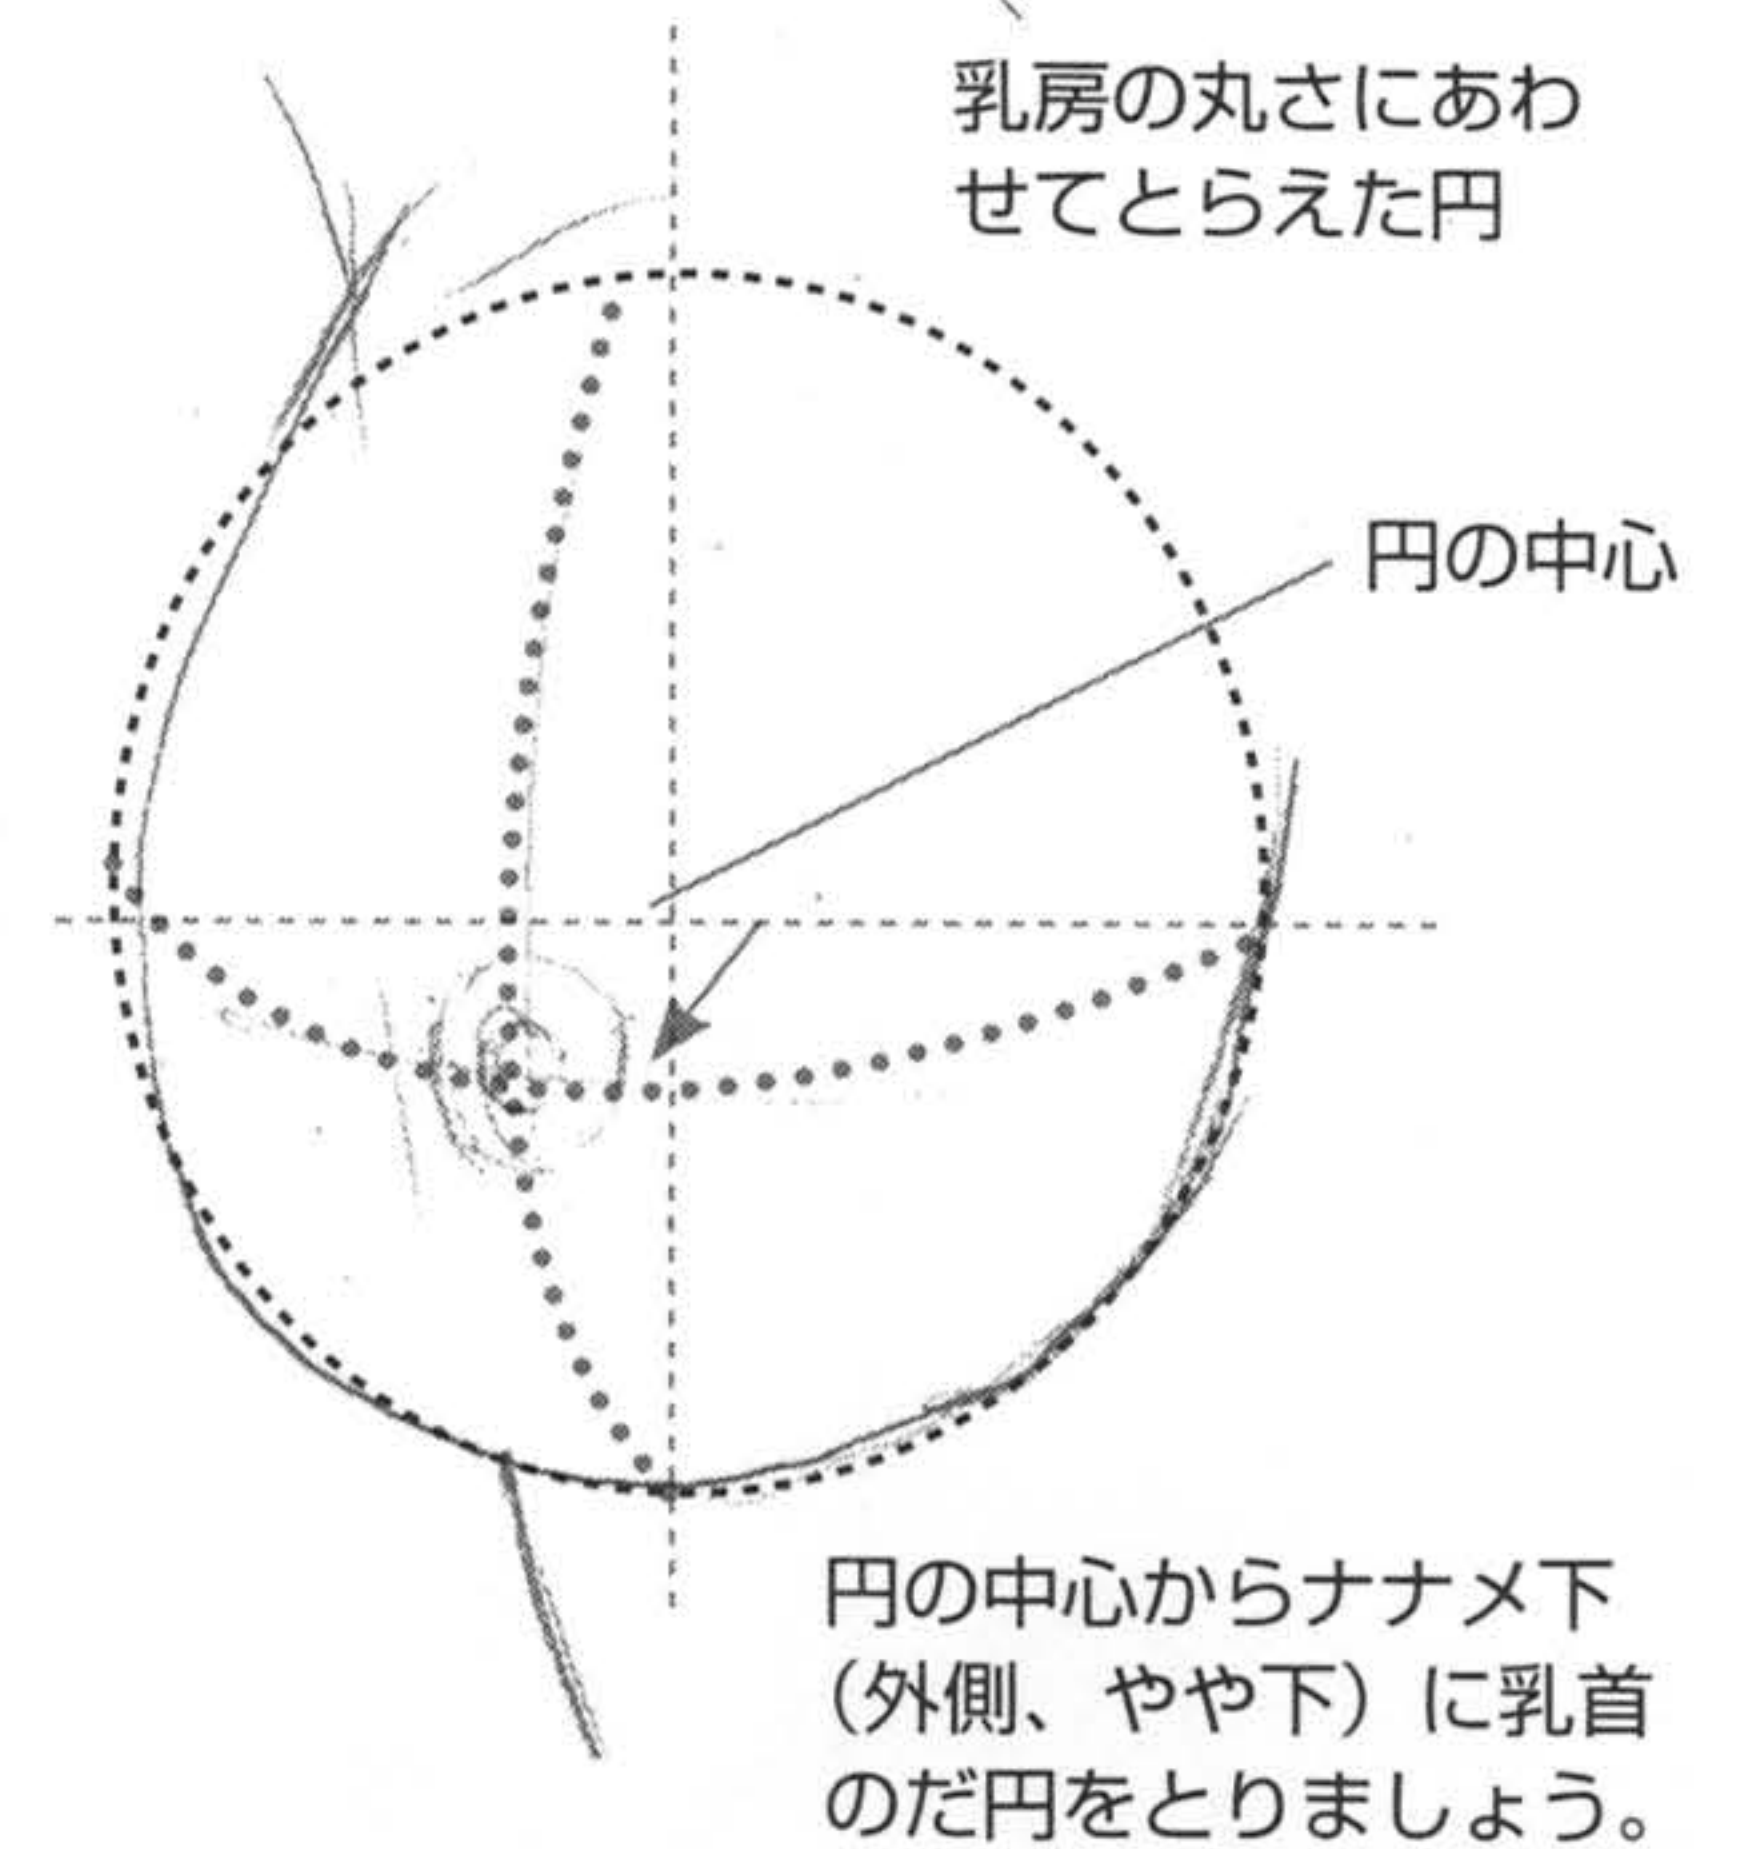 乳房の丸さにあわ
せてとらえた円
円の中心
円の中心からナナメ下
（外側、やや下）に乳首
のだ円をとりましょう。